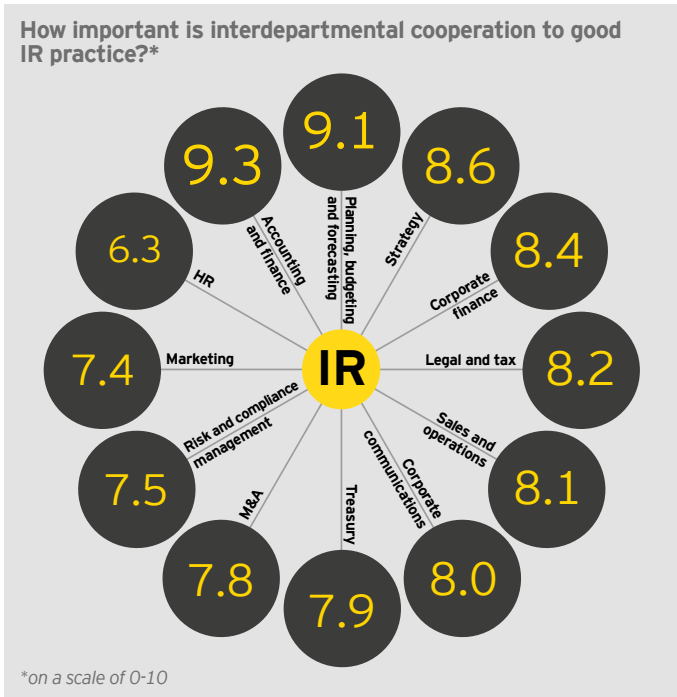 How important is interdepartmental cooperation to good
IR practice?*
9.1
Planning, budgeting
and forecasting
8.6
Strategy
8.4
Corporate
finance
8.2
Legal and tax
8.1
Sales and
operations
8.0
Corporate
communications
7.9
Treasury
7.8
M&A
7.5
Risk and compliance
management
7.4
Marketing
6.3
HR
9.3
Accounting
and finance
IR
*on a scale of 0-10